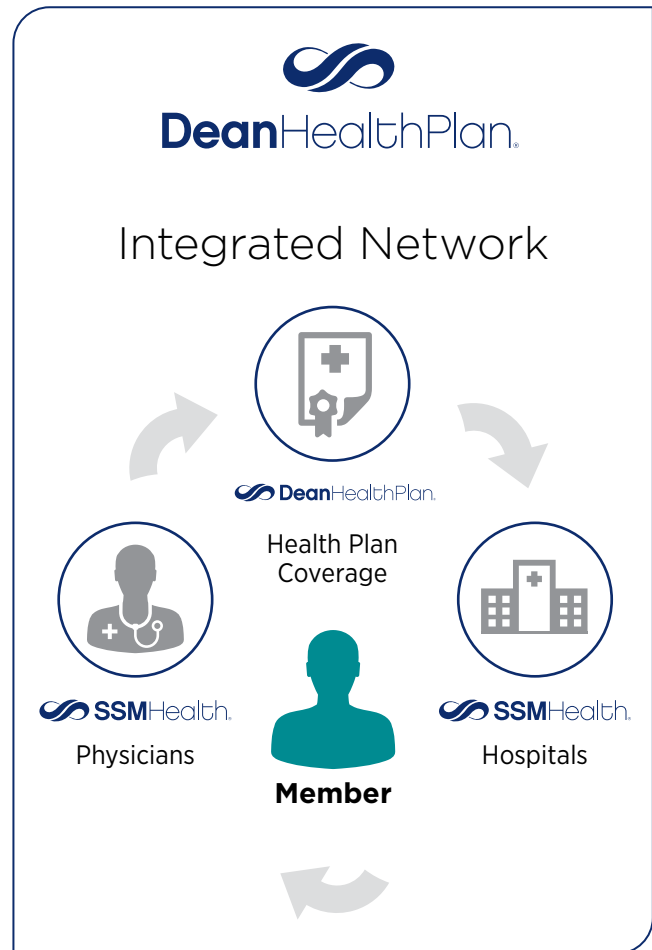 DeanHealthPlan®
Integrated Network
DeanHealthPlan®
Health Plan
Coverage
SSMHealth®
Physicians
SSMHealth®
Hospitals
Member